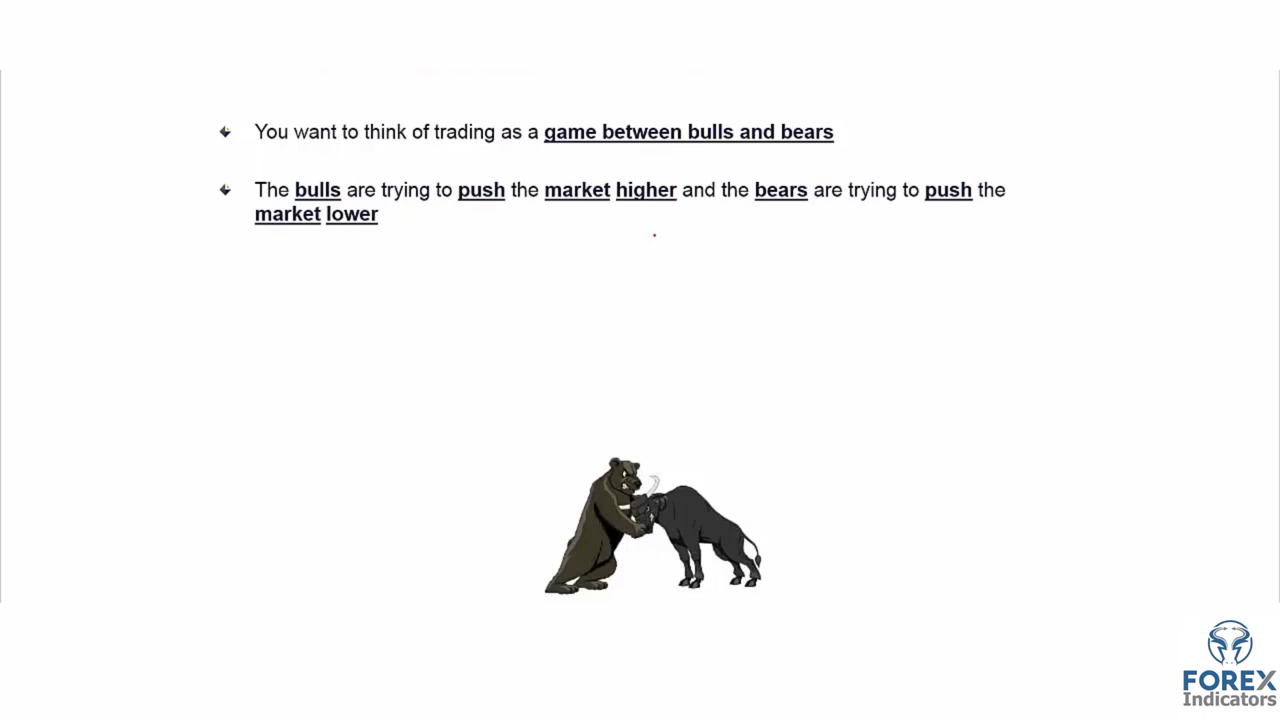 You want to think of trading as a game between bulls and bears
The bulls are trying to push the market higher and the bears are trying to push the
market lower
FOREX
Indicators